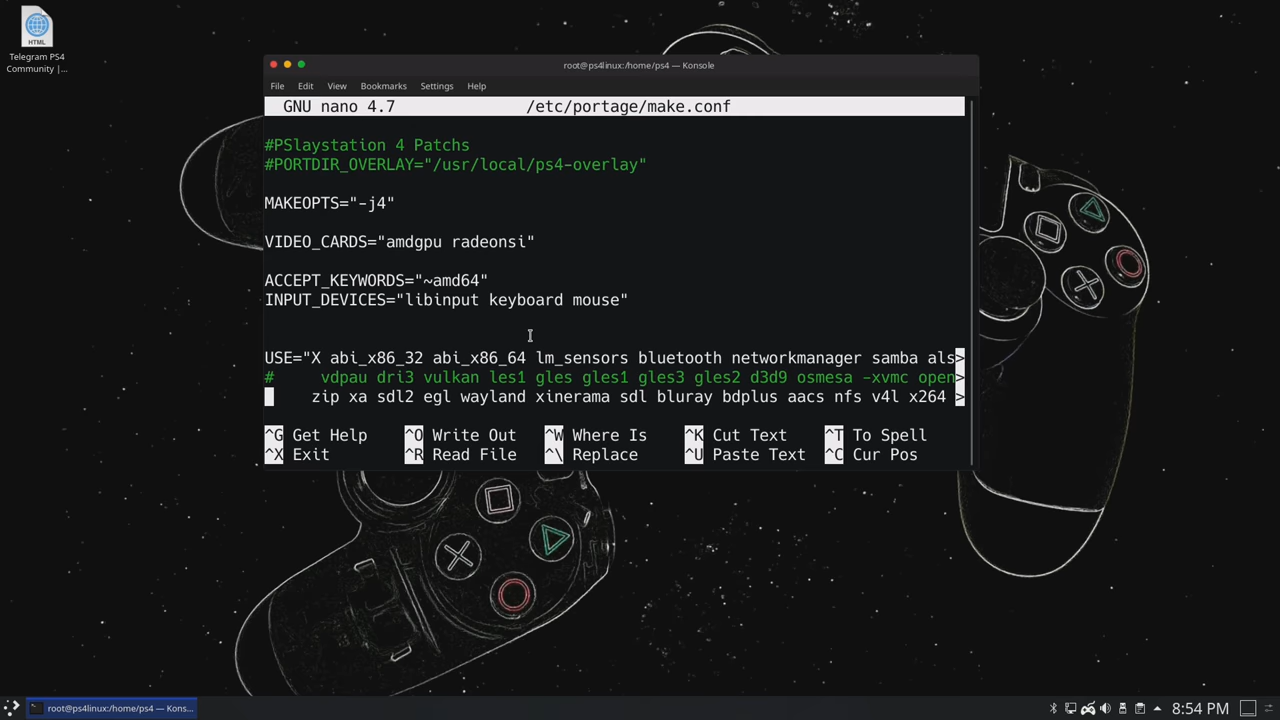 HTML
Telegram PS4
Community |...
root@ps4linux:/home/ps4 — Konsole
File Edit View Bookmarks Settings Help
GNU nano 4.7 /etc/portage/make.conf
#PSlaystation 4 Patchs
#PORTDIR_OVERLAY="/usr/local/ps4-overlay"
MAKEOPTS="-j4"
VIDEO_CARDS="amdgpu radeonsi"
ACCEPT_KEYWORDS="~amd64"
INPUT_DEVICES="libinput keyboard mouse"
USE="X abi_x86_32 abi_x86_64 lm_sensors bluetooth networkmanager samba als>
# vdpau dri3 vulkan les1 gles gles1 gles3 gles2 d3d9 osmesa -xvmc open>
zip xa sdl2 egl wayland xinerama sdl bluray bdplus aacs nfs v4l x264 >
^G Get Help ^O Write Out ^W Where Is ^K Cut Text ^T To Spell
^X Exit ^R Read File ^\ Replace ^U Paste Text ^C Cur Pos
root@ps4linux:/home/ps4 — Kons...
8:54 PM